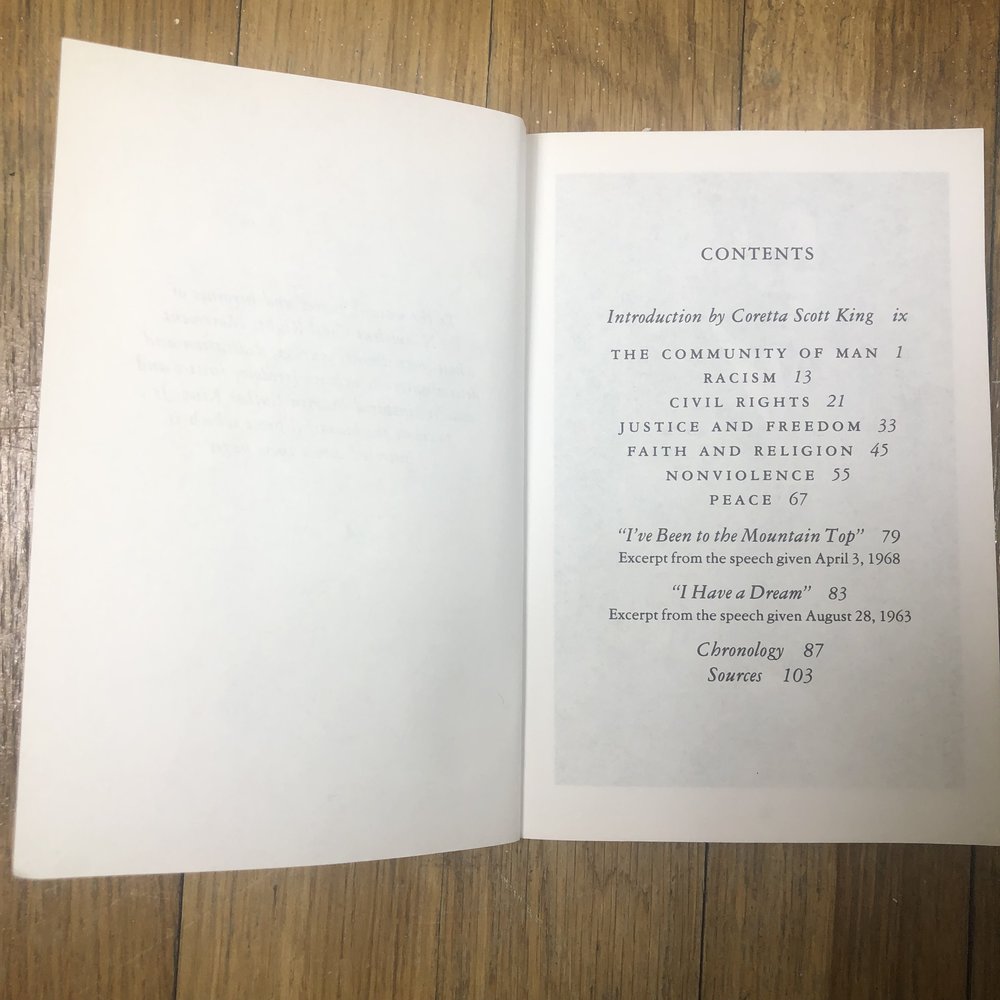 CONTENTS
Introduction by Coretta Scott King ix
THE COMMUNITY OF MAN 1
RACISM 13
CIVIL RIGHTS 21
JUSTICE AND FREEDOM 33
FAITH AND RELIGION 45
NONVIOLENCE 55
PEACE 67
“I’ve Been to the Mountain Top” 79
Excerpt from the speech given April 3, 1968
“I Have a Dream” 83
Excerpt from the speech given August 28, 1963
Chronology 87
Sources 103